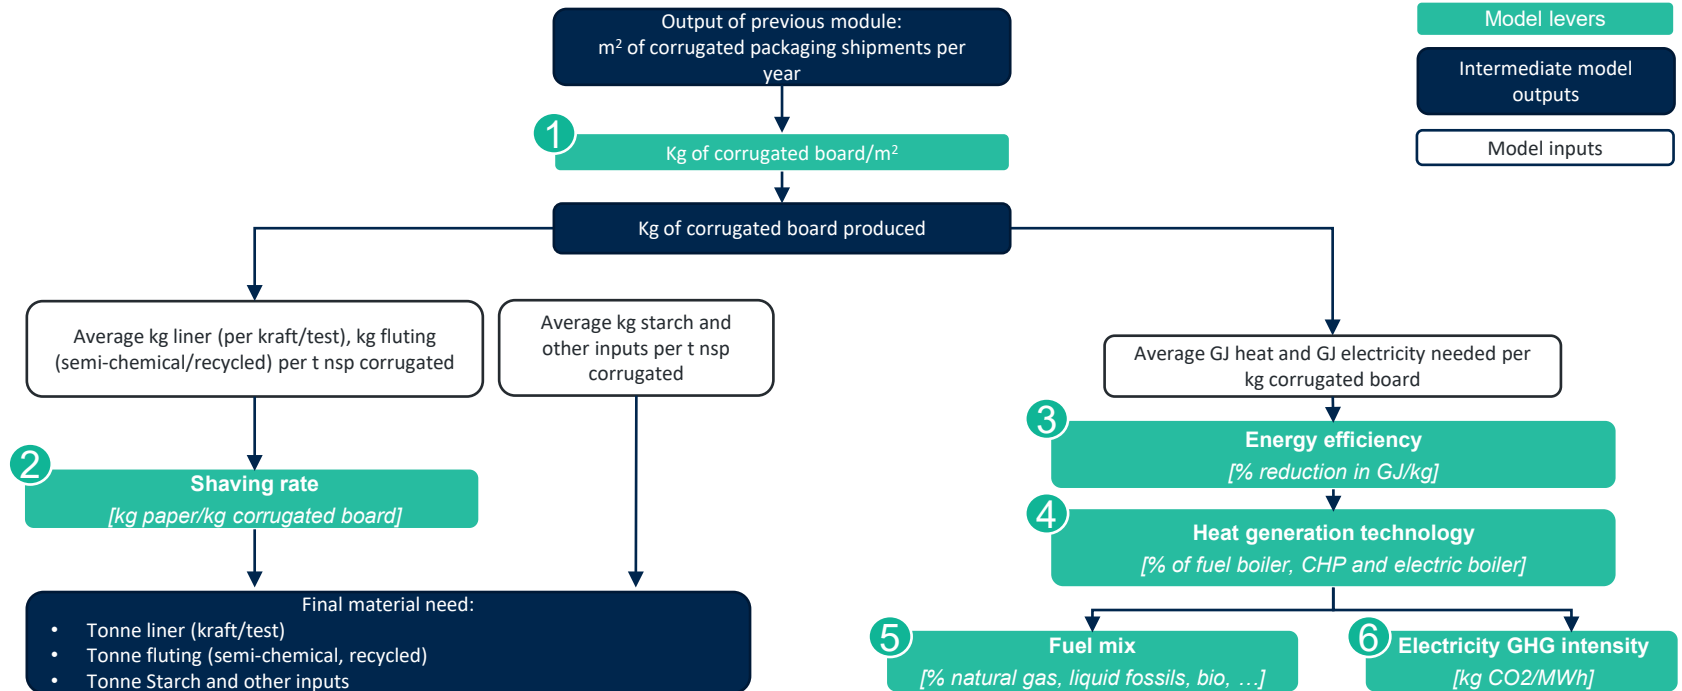 Output of previous module:
m² of corrugated packaging shipments per
year
Model levers
Intermediate model
outputs
Model inputs
1
Kg of corrugated board/m²
Kg of corrugated board produced
Average kg liner (per kraft/test), kg fluting
(semi-chemical/recycled) per t nsp corrugated
Average kg starch and
other inputs per t nsp
corrugated
Average GJ heat and GJ electricity needed per
kg corrugated board
2
Shaving rate
[kg paper/kg corrugated board]
3
Energy efficiency
[% reduction in GJ/kg]
4
Heat generation technology
[% of fuel boiler, CHP and electric boiler]
Final material need:
• Tonne liner (kraft/test)
• Tonne fluting (semi-chemical, recycled)
• Tonne Starch and other inputs
5
Fuel mix
[% natural gas, liquid fossils, bio, …]
6
Electricity GHG intensity
[kg CO2/MWh]